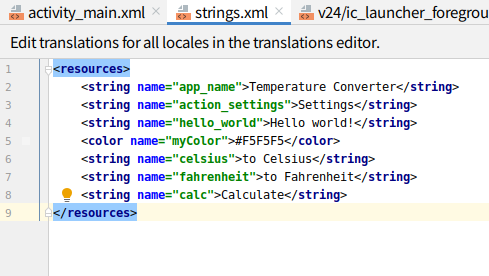 activity_main.xml strings.xml v24/ic_launcher_foregrou
Edit translations for all locales in the translations editor.
1 <resources>
2 <string name="app_name">Temperature Converter</string>
3 <string name="action_settings">Settings</string>
4 <string name="hello_world">Hello world!</string>
5 <color name="myColor">#F5F5F5</color>
6 <string name="celsius">to Celsius</string>
7 <string name="fahrenheit">to Fahrenheit</string>
8 <string name="calc">Calculate</string>
9 </resources>